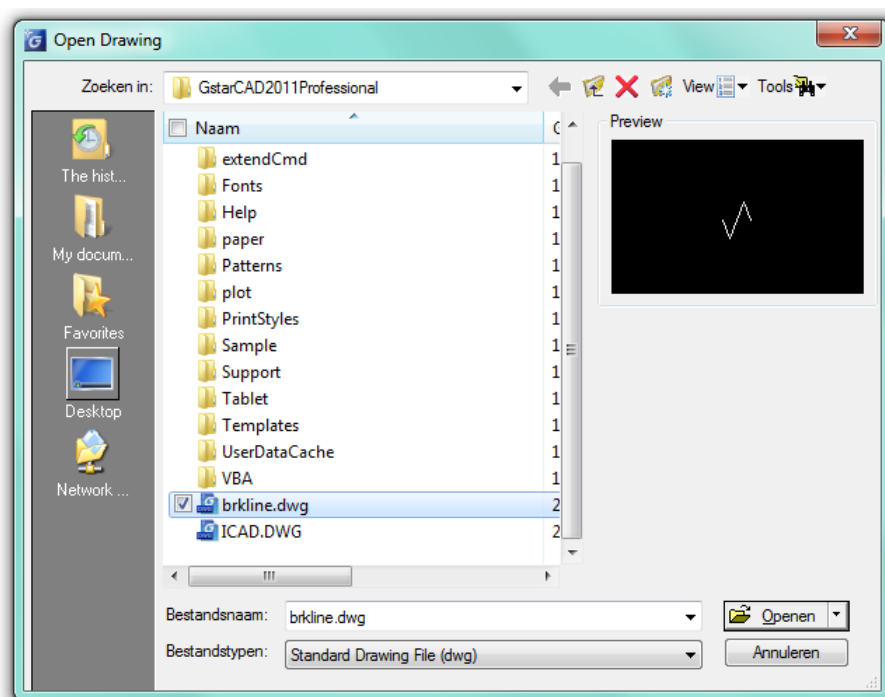 Open Drawing
Zoeken in: GstarCAD2011Professional View Tools
The hist...
My docum...
Favorites
Desktop
Network ...
Naam
extendCmd
Fonts
Help
paper
Patterns
plot
PrintStyles
Sample
Support
Tablet
Templates
UserDataCache
VBA
brkline.dwg
ICAD.DWG
Preview
Bestandsnaam: brkline.dwg Openen
Bestandstypen: Standard Drawing File (dwg) Annuleren